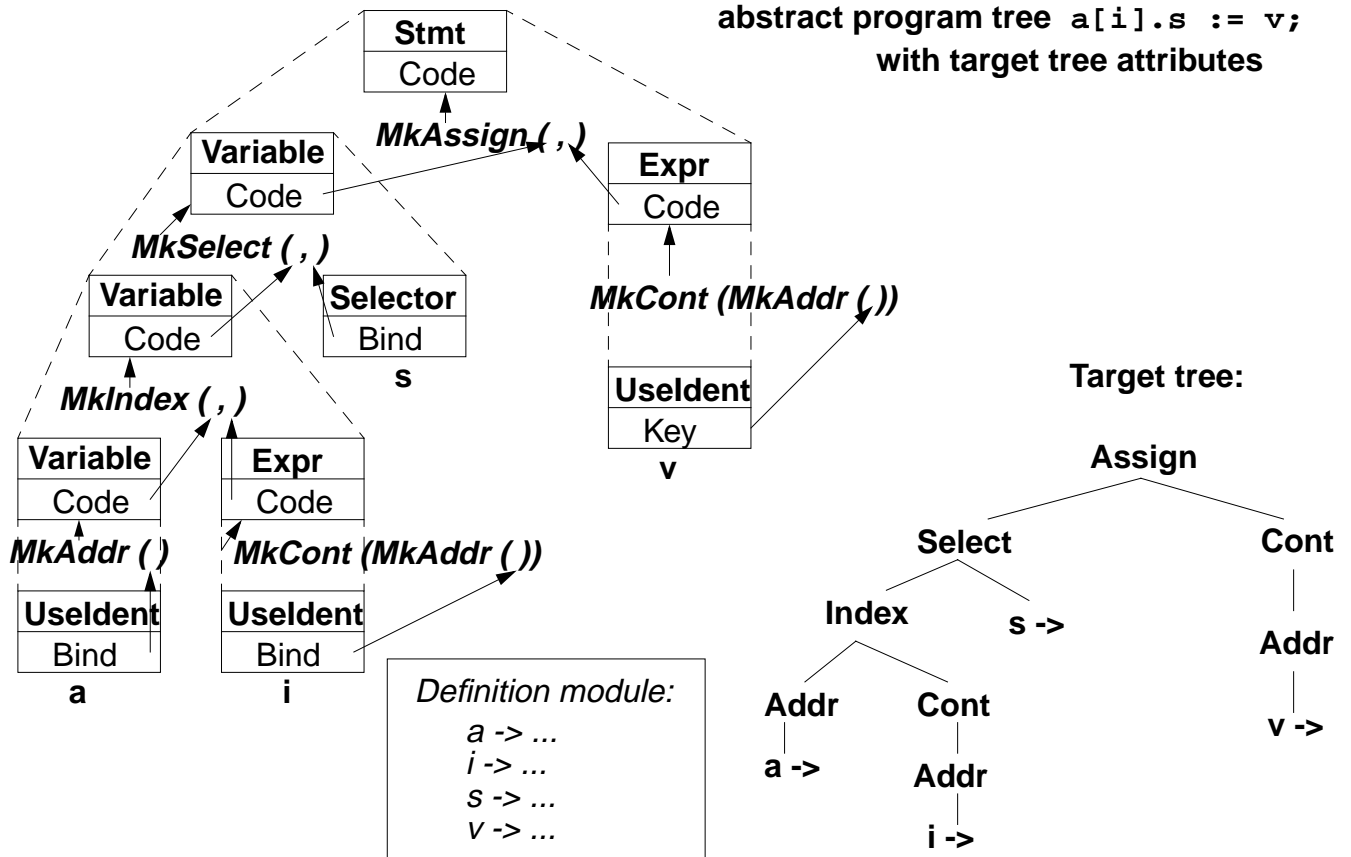 abstract program tree a[i].s := v;
with target tree attributes
Stmt
Code
MkAssign ( , )
Variable
Code
Expr
Code
MkSelect ( , )
Variable
Code
Selector
Bind
s
MkCont (MkAddr ( ))
MkIndex ( , )
UseIdent
Key
v
Variable
Code
Expr
Code
MkAddr ( )
MkCont (MkAddr ( ))
UseIdent
Bind
a
UseIdent
Bind
i
Definition module:
a -> ...
i -> ...
s -> ...
v -> ...
Target tree:
Assign
Select
Cont
Index
s ->
Addr
Addr
Cont
v ->
a ->
Addr
i ->